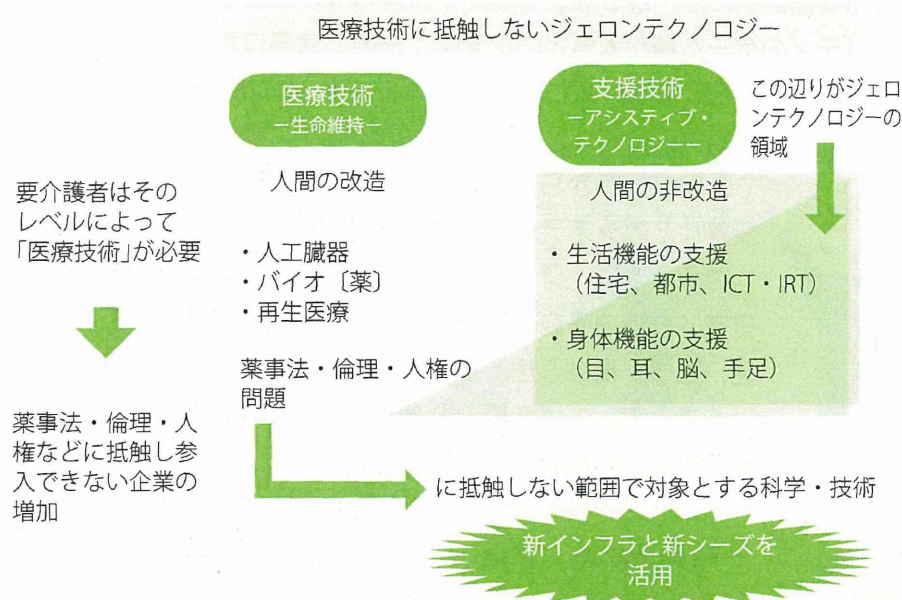 医療技術に抵触しないジェロンテクノロジー
医療技術
－生命維持－
支援技術
－アシスティブ・
テクノロジー－
この辺りがジェロ
ンテクノロジーの
領域
要介護者はその
レベルによって
「医療技術」が必要
人間の改造
・人工臓器
・バイオ〔薬〕
・再生医療
薬事法・倫理・人権の
問題
人間の非改造
・生活機能の支援
（住宅、都市、ICT・IRT）
・身体機能の支援
（目、耳、脳、手足）
薬事法・倫理・人
権などに抵触し参
入できない企業の
増加
に抵触しない範囲で対象とする科学・技術
新インフラと新シーズを
活用